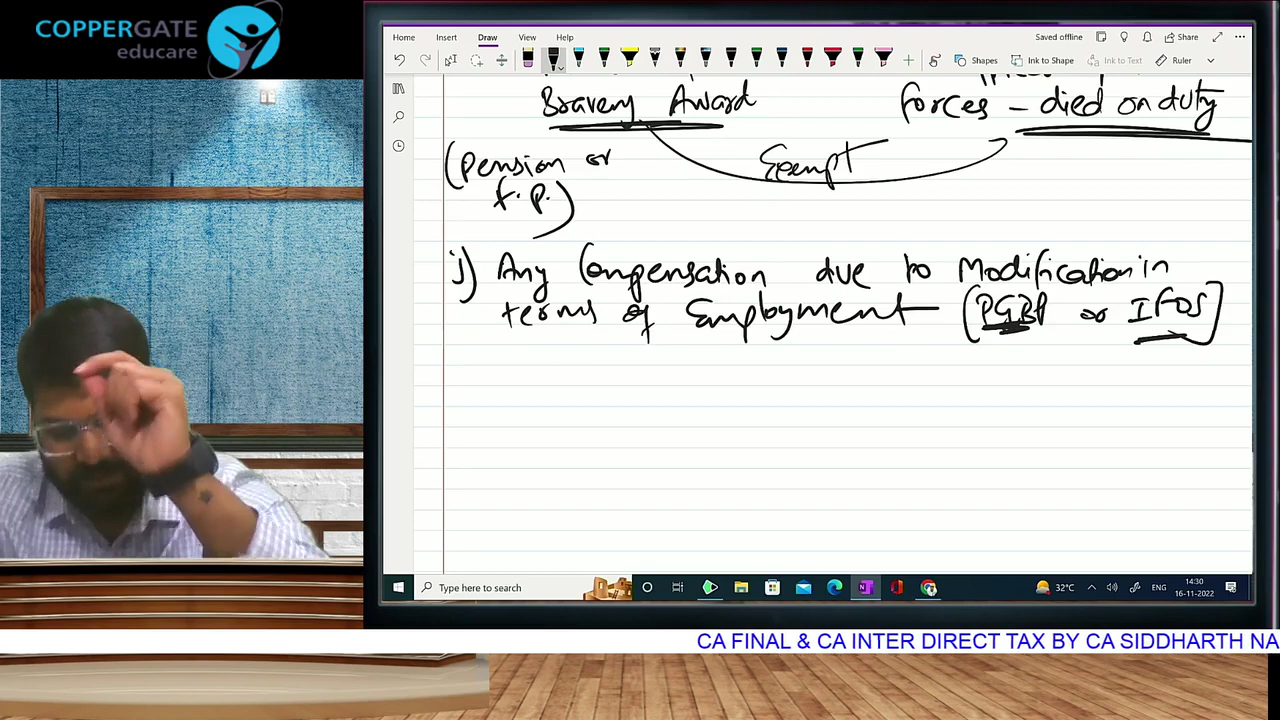 COPPERGATE
educare
Home Insert Draw View Help
Saved offline
Share
Shapes
Ink to Shape
Ink to Text
Ruler
Bravery Award
forces - died on duty
Exempt
(pension or
f.p.)
j) Any Compensation due to Modification in
terms of Employment (PGBP or IFOS]
Type here to search
32°C
ENG
14:30
16-11-2022
CA FINAL & CA INTER DIRECT TAX BY CA SIDDHARTH NA